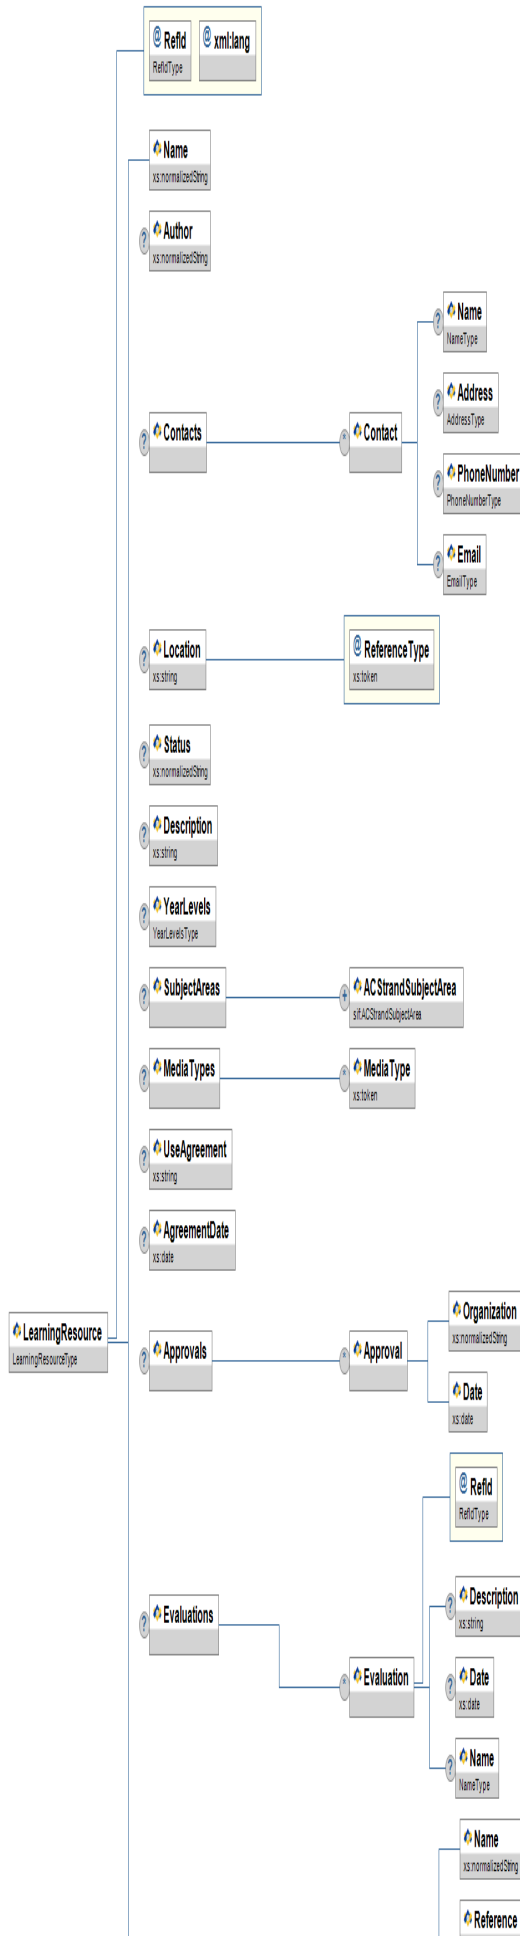 @ RefId
RefIdType
@ xml:lang
Name
xs:normalizedString
? Author
xs:normalizedString
? Contacts
* Contact
? Name
NameType
? Address
AddressType
? PhoneNumber
PhoneNumberType
? Email
EmailType
? Location
xs:string
@ ReferenceType
xs:token
? Status
xs:normalizedString
? Description
xs:string
? YearLevels
YearLevelsType
? SubjectAreas
+ ACStrandSubjectArea
sif:ACStrandSubjectArea
? MediaTypes
* MediaType
xs:token
? UseAgreement
xs:string
? AgreementDate
xs:date
LearningResource
LearningResourceType
? Approvals
* Approval
Organization
xs:normalizedString
Date
xs:date
? Evaluations
* Evaluation
@ RefId
RefIdType
? Description
xs:string
? Date
xs:date
? Name
NameType
Name
xs:normalizedString
Reference